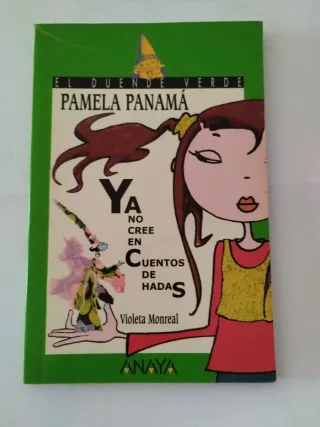 EL DUENDE VERDE
PAMELA PANAMÁ
YA
NO
CREE
EN
CUENTOS
DE
HADAS
Violeta Monreal
ANAYA